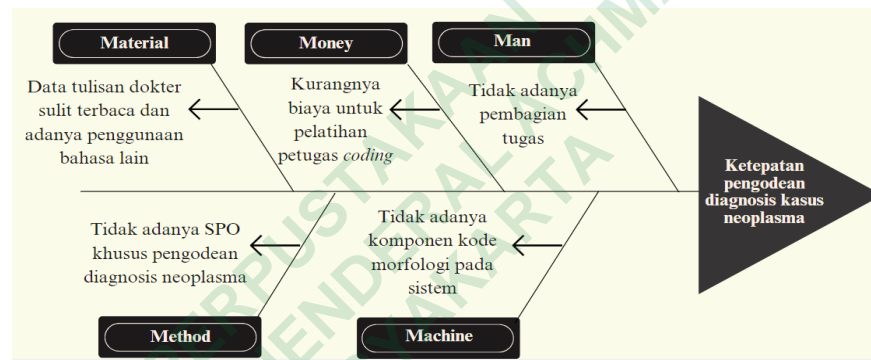 Material
Money
Man
Data tulisan dokter
sulit terbaca dan
adanya penggunaan
bahasa lain
Kurangnya
biaya untuk
pelatihan
petugas coding
Tidak adanya
pembagian
tugas
Ketepatan
pengodean
diagnosis kasus
neoplasma
Tidak adanya SPO
khusus pengodean
diagnosis neoplasma
Tidak adanya
komponen kode
morfologi pada
sistem
Method
Machine